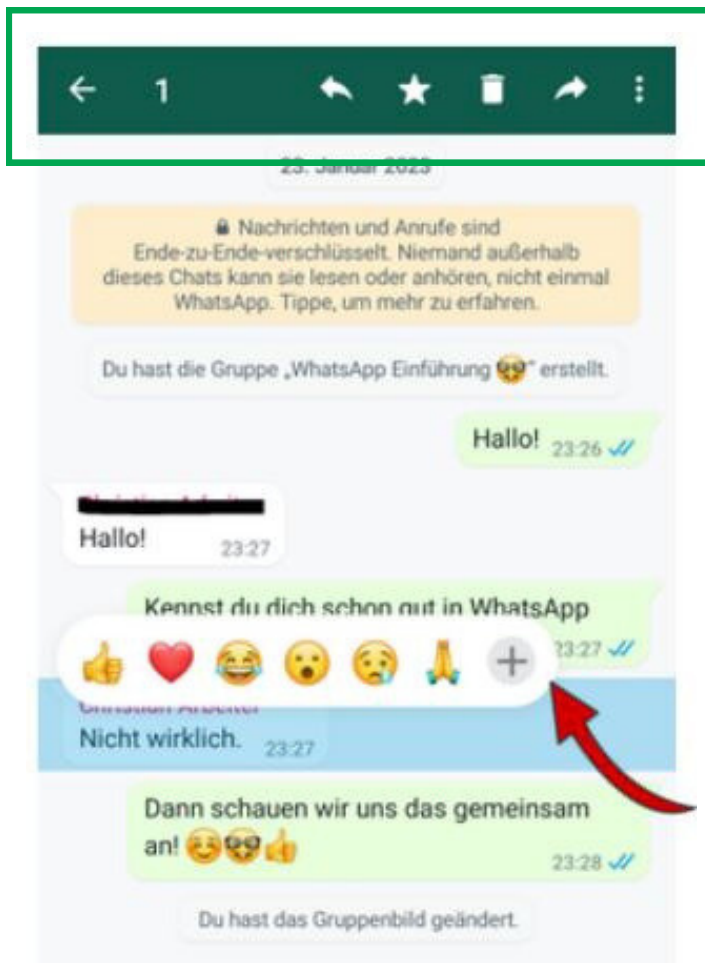 1
23. Januar 2023
Nachrichten und Anrufe sind
Ende-zu-Ende-verschlüsselt. Niemand außerhalb
dieses Chats kann sie lesen oder anhören, nicht einmal
WhatsApp. Tippe, um mehr zu erfahren.
Du hast die Gruppe „WhatsApp Einführung 🥸“ erstellt.
Hallo! 23:26
Hallo! 23:27
Kennst du dich schon gut in WhatsApp
23:27
Nicht wirklich. 23:27
Dann schauen wir uns das gemeinsam
an! ☺️🥸👍 23:28
Du hast das Gruppenbild geändert.